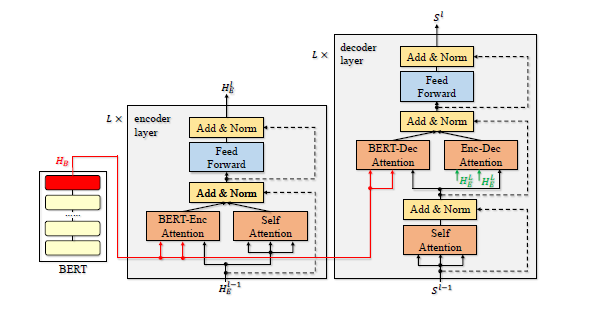 S^l
L ×
decoder
layer
Add & Norm
Feed
Forward
Add & Norm
BERT-Dec
Attention
Enc-Dec
Attention
H_E^L
H_E^L
Add & Norm
Self
Attention
S^{l-1}
H_E^l
L ×
encoder
layer
Add & Norm
Feed
Forward
Add & Norm
BERT-Enc
Attention
Self
Attention
H_E^{l-1}
H_B
......
BERT